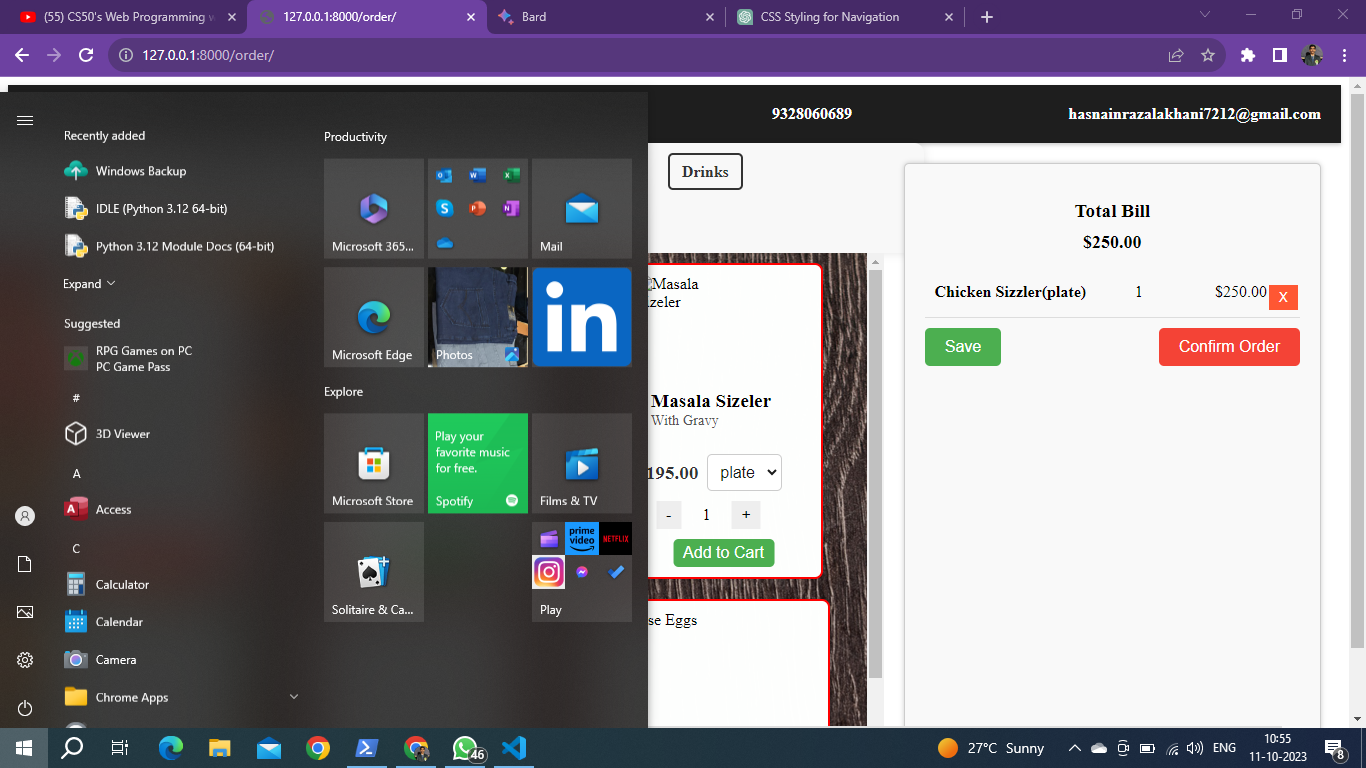 (55) CS50's Web Programming w
127.0.0.1:8000/order/
Bard
CSS Styling for Navigation
127.0.0.1:8000/order/
9328060689
hasnainrazalakhani7212@gmail.com
Recently added
Windows Backup
IDLE (Python 3.12 64-bit)
Python 3.12 Module Docs (64-bit)
Expand
Suggested
RPG Games on PC
PC Game Pass
#
3D Viewer
A
Access
C
Calculator
Calendar
Camera
Chrome Apps
Productivity
Microsoft 365...
Mail
Microsoft Edge
Photos
in
Explore
Microsoft Store
Play your
favorite music
for free.
Spotify
Films & TV
Solitaire & Ca...
prime
video
NETFLIX
Play
Drinks
Masala
izeler
Masala Sizeler
With Gravy
195.00
plate
- 1 +
Add to Cart
se Eggs
Total Bill
$250.00
Chicken Sizzler(plate) 1 $250.00 X
Save
Confirm Order
46
27°C Sunny
ENG
10:55
11-10-2023
8